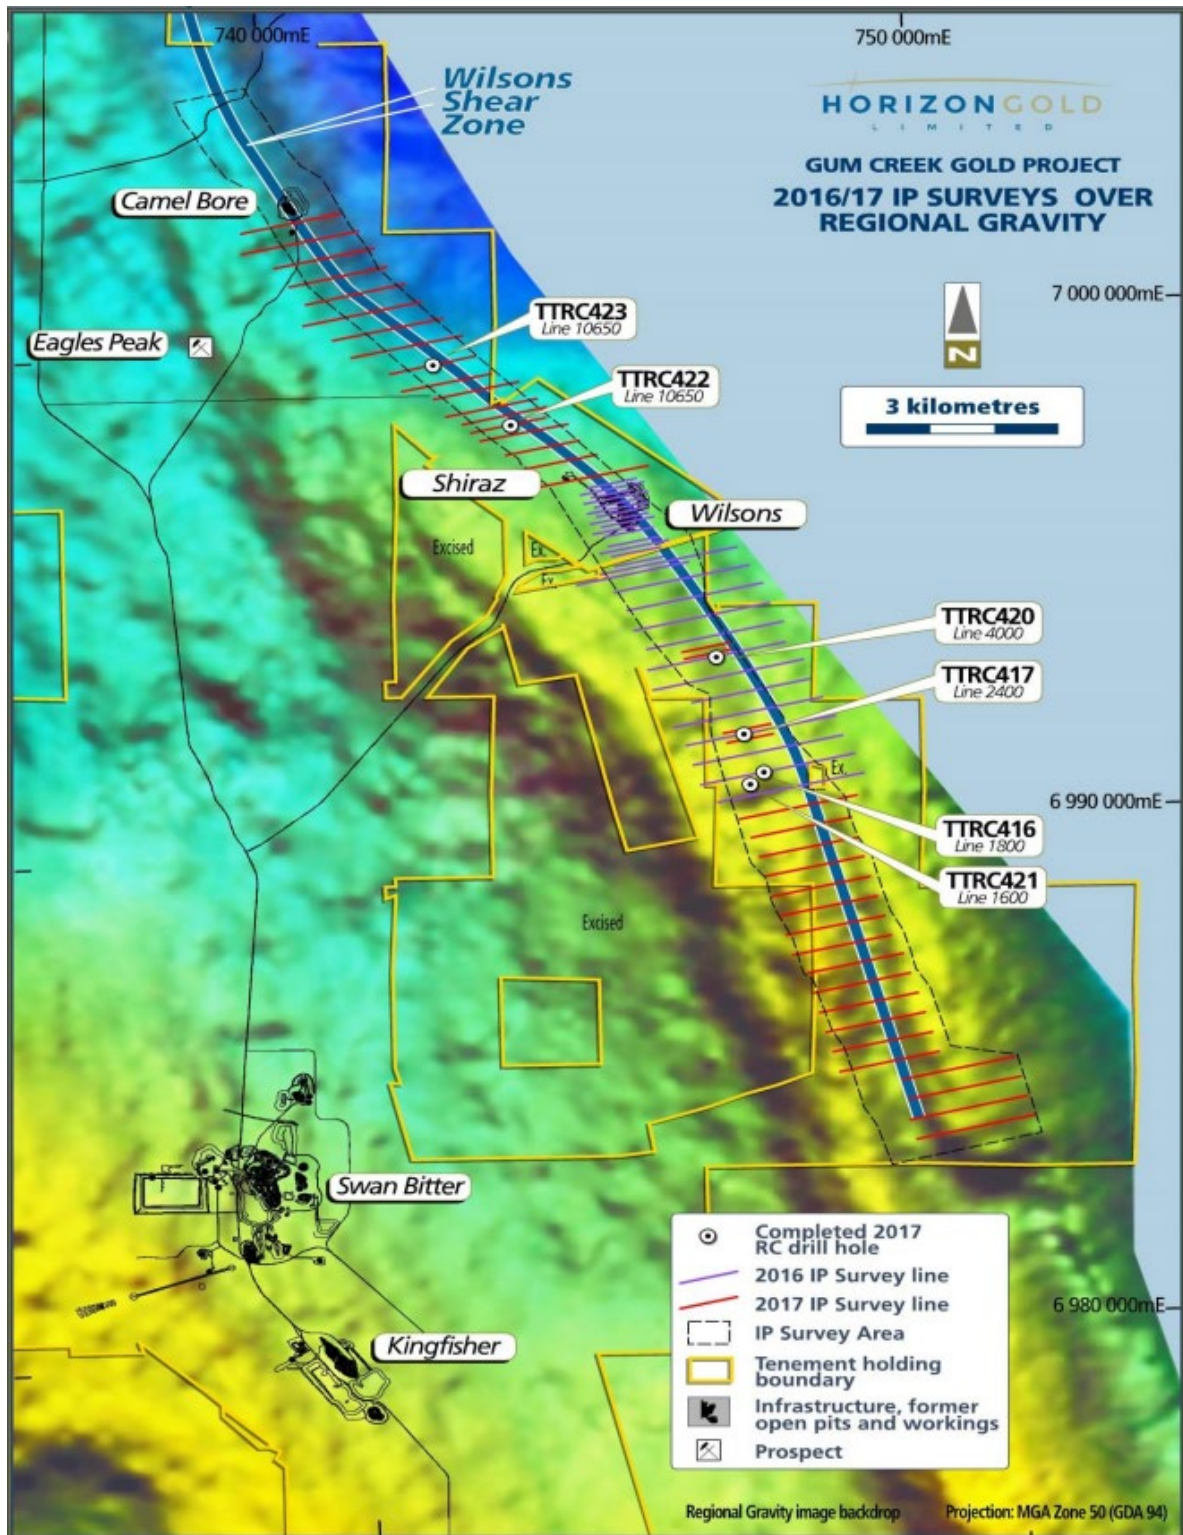 740 000mE
750 000mE
Wilsons
Shear
Zone
HORIZONGOLD
LIMITED
GUM CREEK GOLD PROJECT
2016/17 IP SURVEYS OVER
REGIONAL GRAVITY
Camel Bore
7 000 000mE
TTRC423
Line 10650
Eagles Peak
N
TTRC422
Line 10650
3 kilometres
Shiraz
Wilsons
Excised
Ex.
Ex.
TTRC420
Line 4000
TTRC417
Line 2400
Ex.
6 990 000mE
TTRC416
Line 1800
TTRC421
Line 1600
Excised
Swan Bitter
Kingfisher
Completed 2017
RC drill hole
2016 IP Survey line
2017 IP Survey line
IP Survey Area
Tenement holding
boundary
Infrastructure, former
open pits and workings
Prospect
6 980 000mE
Regional Gravity image backdrop
Projection: MGA Zone 50 (GDA 94)